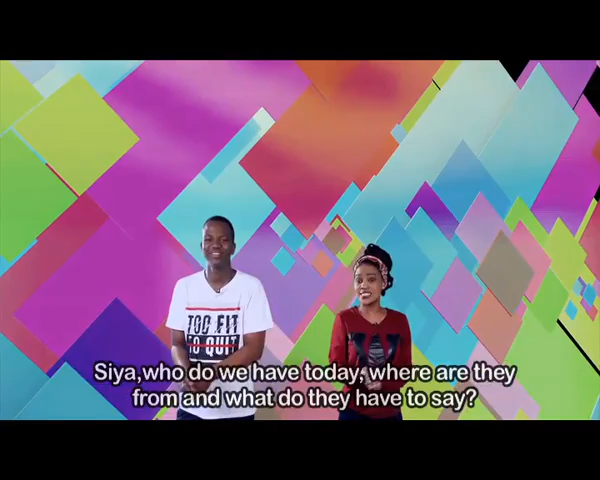 TOO FIT
TO QUIT
W
Siya,who do we have today, where are they
from and what do they have to say?